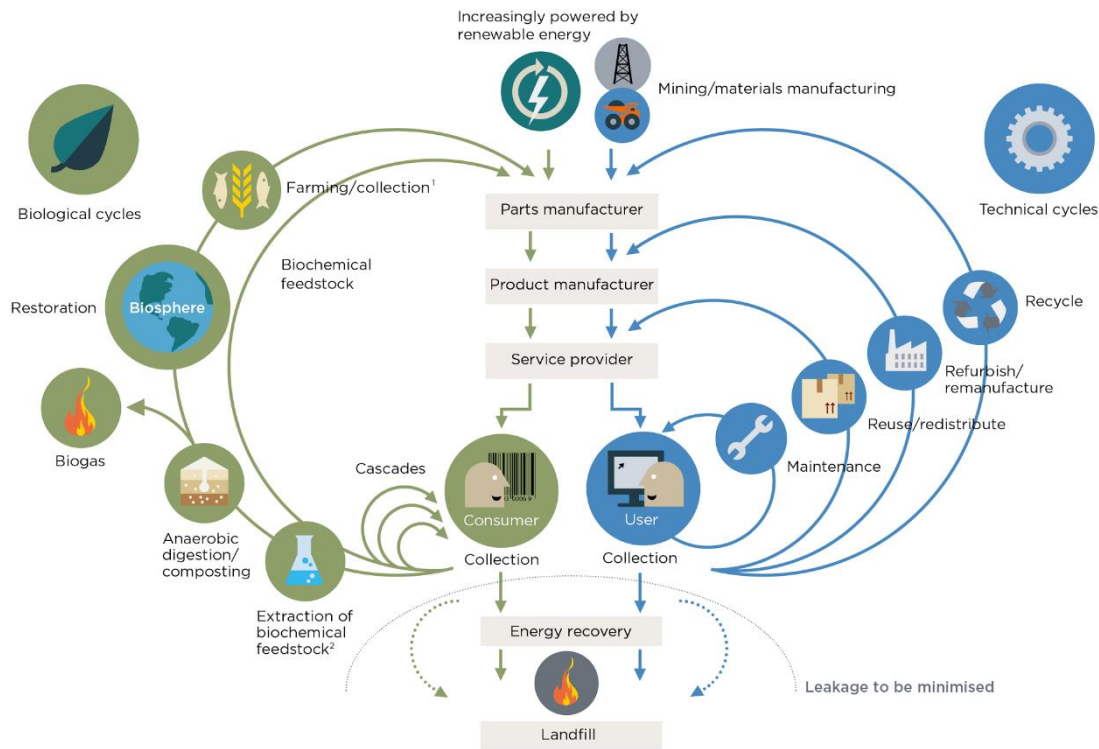 Increasingly powered by
renewable energy
Mining/materials manufacturing
Biological cycles
Technical cycles
Farming/collection¹
Parts manufacturer
Biochemical
feedstock
Product manufacturer
Restoration
Biosphere
Recycle
Service provider
Refurbish/
remanufacture
Reuse/redistribute
Biogas
Cascades
Maintenance
Consumer
User
Anaerobic
digestion/
composting
Collection
Collection
Extraction of
biochemical
feedstock²
Energy recovery
Leakage to be minimised
Landfill